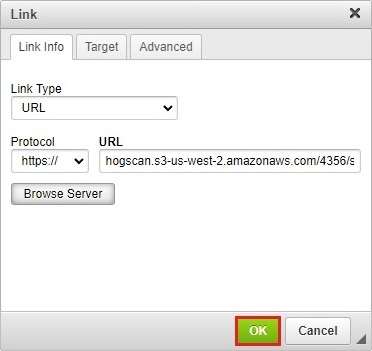 Link
Link Info Target Advanced
Link Type
URL
Protocol URL
https:// hogscan.s3-us-west-2.amazonaws.com/4356/s
Browse Server
OK Cancel